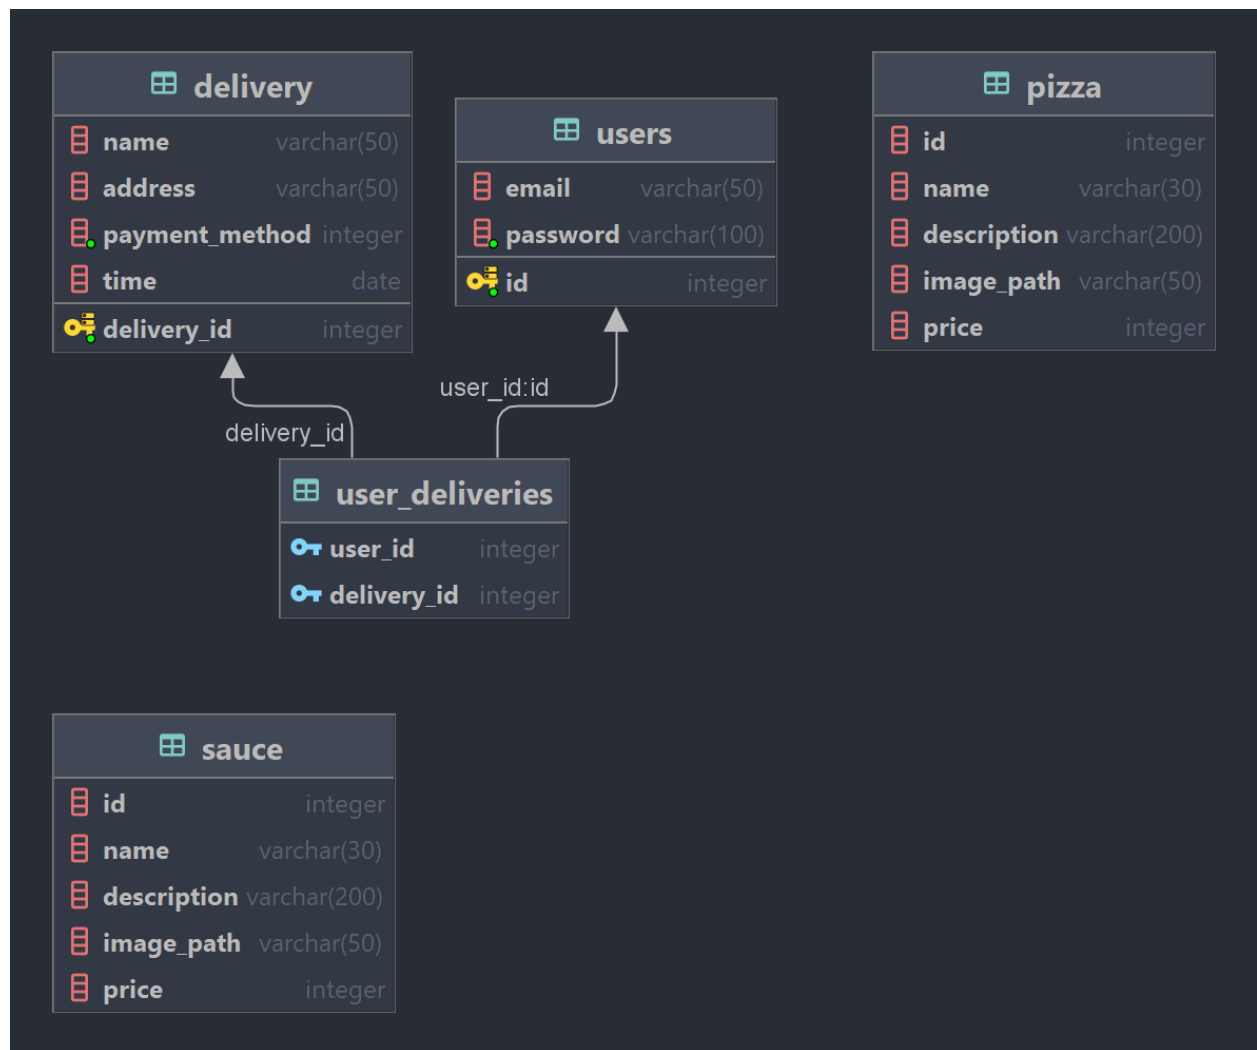 delivery
name varchar(50)
address varchar(50)
payment_method integer
time date
delivery_id integer
users
email varchar(50)
password varchar(100)
id integer
pizza
id integer
name varchar(30)
description varchar(200)
image_path varchar(50)
price integer
user_id:id
delivery_id
user_deliveries
user_id integer
delivery_id integer
sauce
id integer
name varchar(30)
description varchar(200)
image_path varchar(50)
price integer